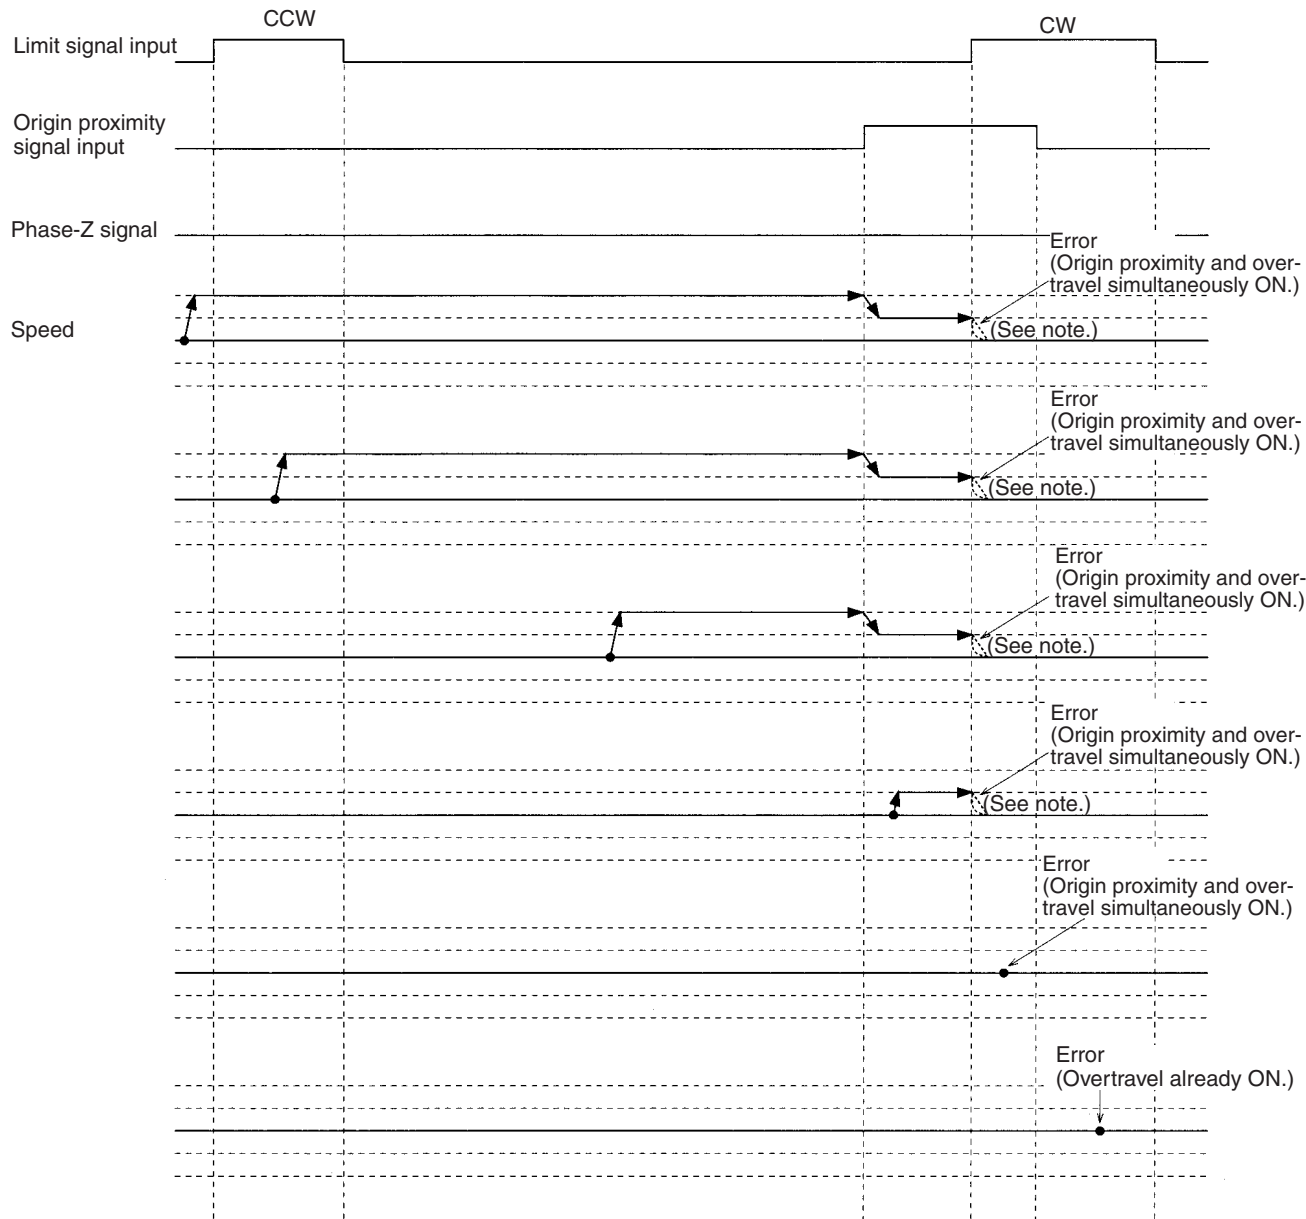 CCW
CW
Limit signal input
Origin proximity
signal input
Phase-Z signal
Error
(Origin proximity and over-
travel simultaneously ON.)
Speed
(See note.)
Error
(Origin proximity and over-
travel simultaneously ON.)
(See note.)
Error
(Origin proximity and over-
travel simultaneously ON.)
(See note.)
Error
(Origin proximity and over-
travel simultaneously ON.)
(See note.)
Error
(Origin proximity and over-
travel simultaneously ON.)
Error
(Overtravel already ON.)